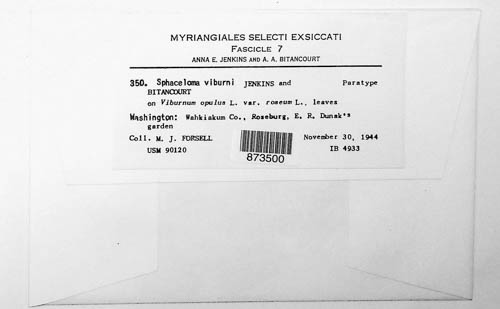 MYRIANGIALES SELECTI EXSICCATI
FASCICLE 7
ANNA E. JENKINS AND A. A. BITANCOURT
350. Sphaceloma viburni JENKINS and Paratype
BITANCOURT
on Viburnum opulus L. var. roseum L., leaves
Washington: Wahkiakum Co., Roseburg, E. R. Dunsk's
garden
Coll. M. J. FORSELL November 30, 1944
USM 90120 IB 4933
873500